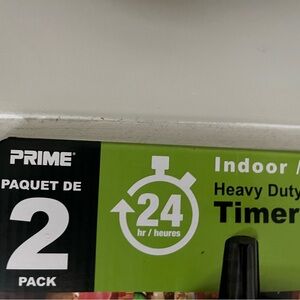 PRIME®
PAQUET DE
2
PACK
24
hr / heures
Indoor /
Heavy Duty
Timer